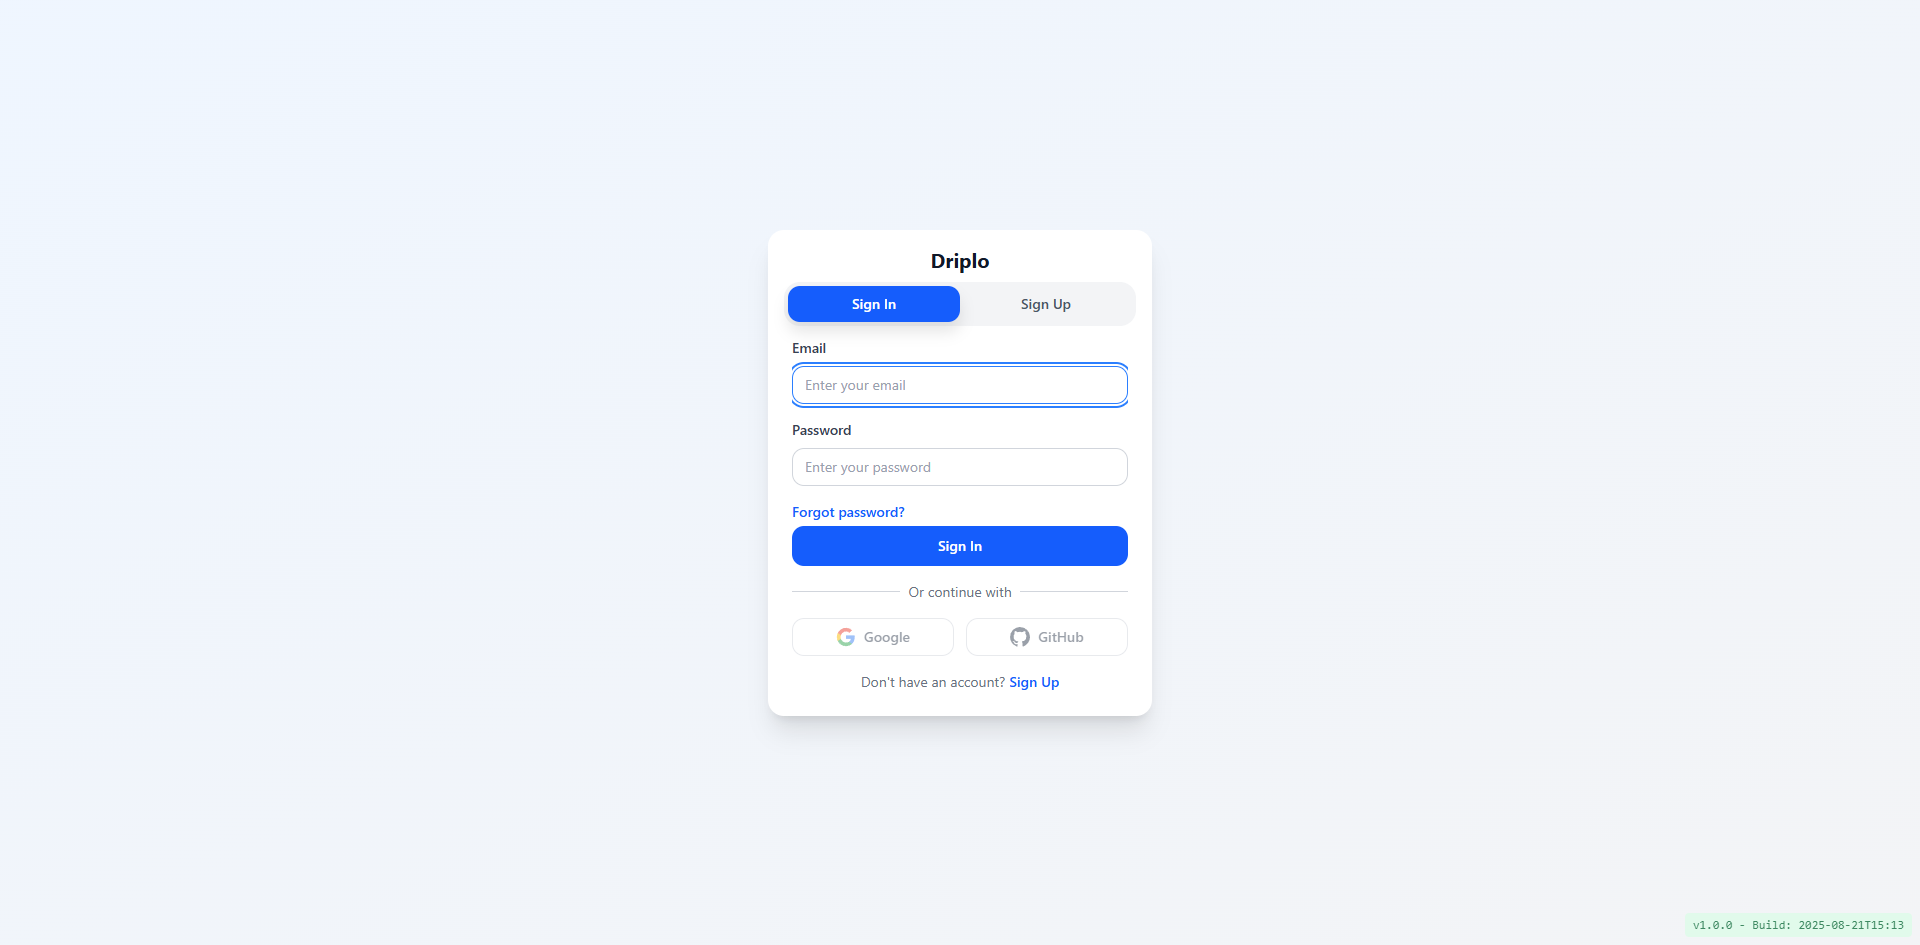 Driplo
Sign In Sign Up
Email
Enter your email
Password
Enter your password
Forgot password?
Sign In
Or continue with
Google GitHub
Don't have an account? Sign Up
v1.0.0 - Build: 2025-08-21T15:13